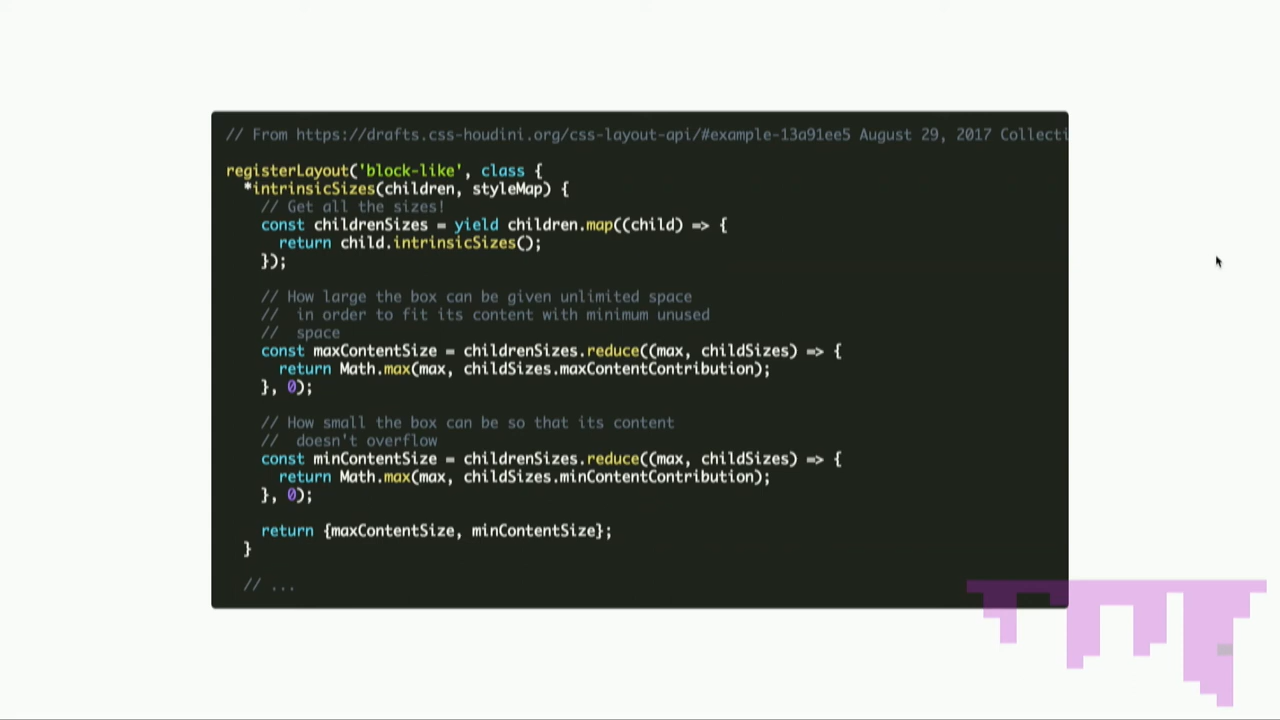 // From https://drafts.css-houdini.org/css-layout-api/#example-13a91ee5 August 29, 2017 Collecti
registerLayout('block-like', class {
  *intrinsicSizes(children, styleMap) {
    // Get all the sizes!
    const childrenSizes = yield children.map((child) => {
      return child.intrinsicSizes();
    });
    // How large the box can be given unlimited space
    //  in order to fit its content with minimum unused
    //  space
    const maxContentSize = childrenSizes.reduce((max, childSizes) => {
      return Math.max(max, childSizes.maxContentContribution);
    }, 0);
    // How small the box can be so that its content
    //  doesn't overflow
    const minContentSize = childrenSizes.reduce((max, childSizes) => {
      return Math.max(max, childSizes.minContentContribution);
    }, 0);
    return {maxContentSize, minContentSize};
  }
  // ...